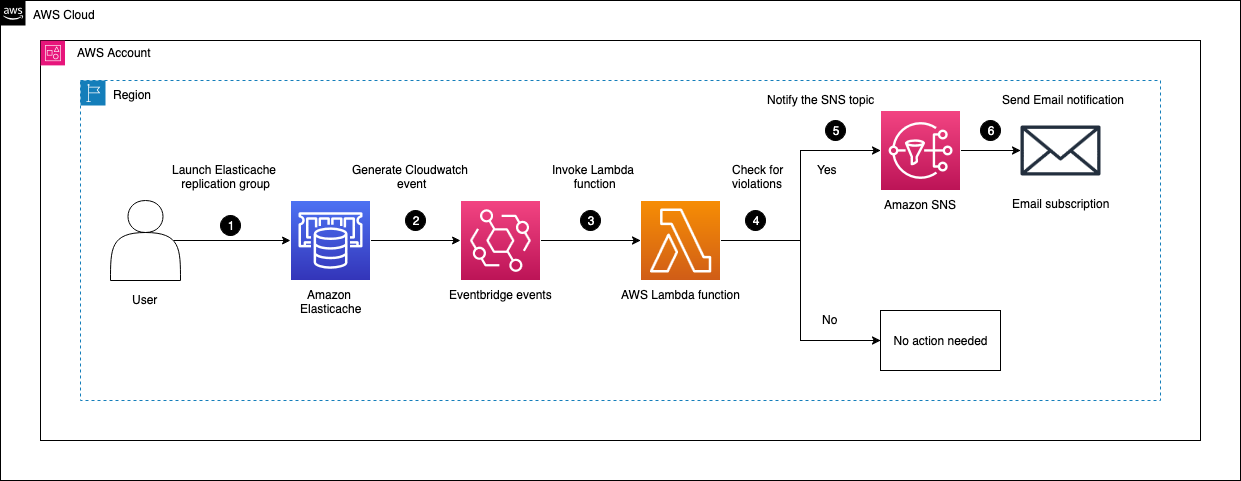 aws
AWS Cloud
AWS Account
Region
Launch Elasticache
replication group
1
User
Amazon
Elasticache
Generate Cloudwatch
event
2
Eventbridge events
Invoke Lambda
function
3
AWS Lambda function
Check for
violations
4
Yes
Notify the SNS topic
5
Amazon SNS
Send Email notification
6
Email subscription
No
No action needed